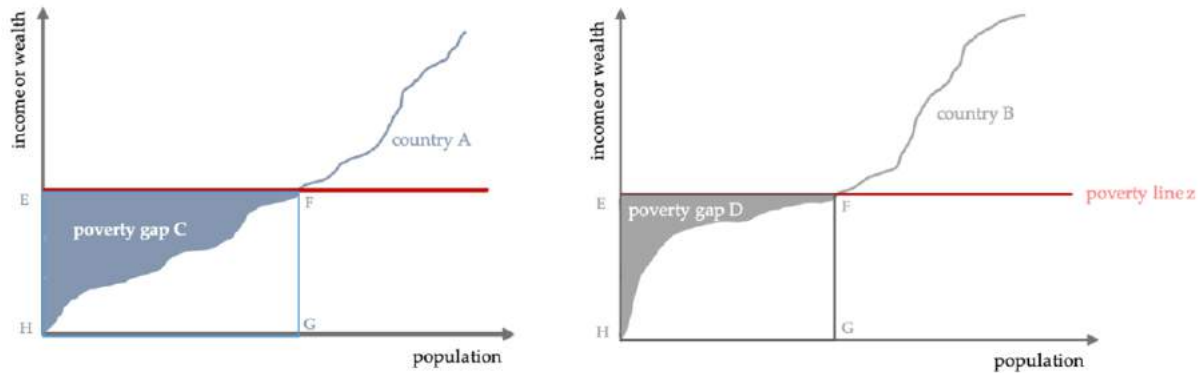 income or wealth
country A
E
F
poverty gap C
H
G
population
income or wealth
country B
E
F
poverty line z
poverty gap D
H
G
population